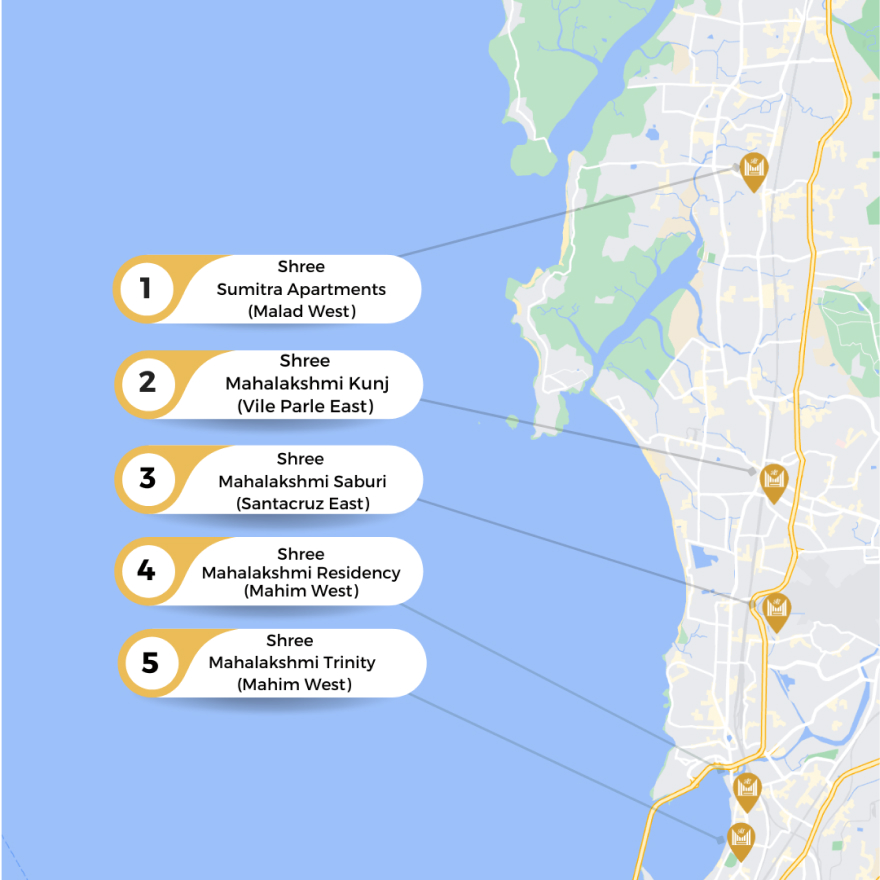 1
Shree
Sumitra Apartments
(Malad West)
2
Shree
Mahalakshmi Kunj
(Vile Parle East)
3
Shree
Mahalakshmi Saburi
(Santacruz East)
4
Shree
Mahalakshmi Residency
(Mahim West)
5
Shree
Mahalakshmi Trinity
(Mahim West)